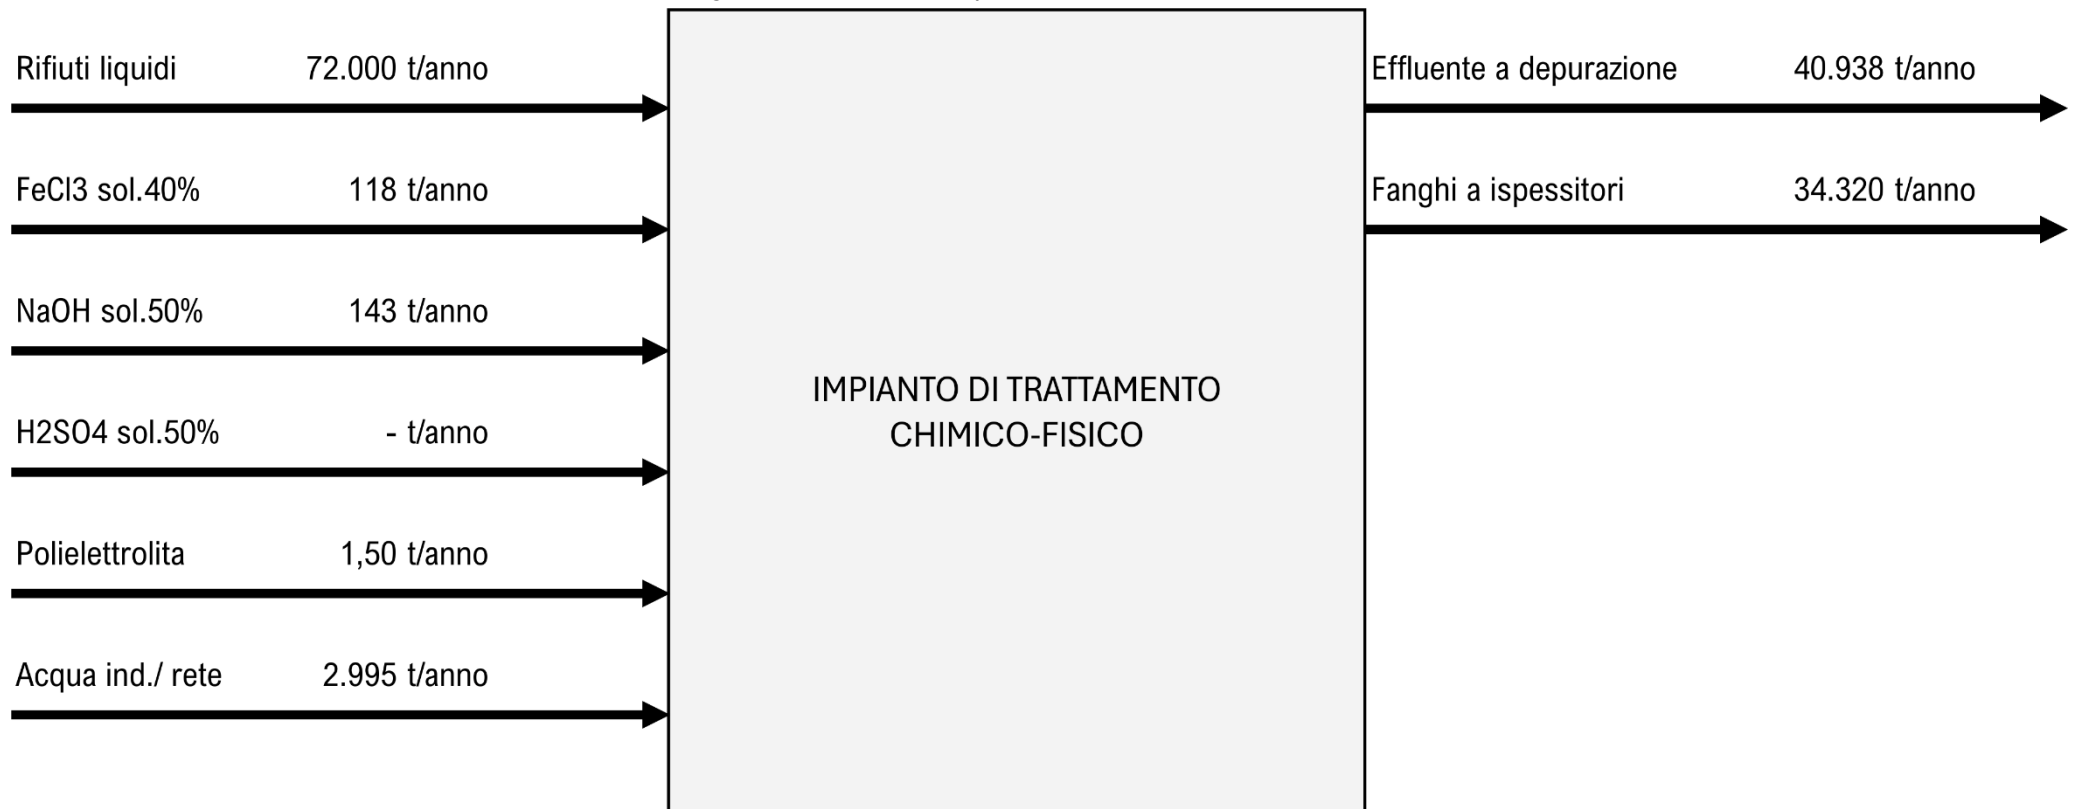 Rifiuti liquidi 72.000 t/anno
FeCl3 sol.40% 118 t/anno
NaOH sol.50% 143 t/anno
H2SO4 sol.50% - t/anno
Polielettrolita 1,50 t/anno
Acqua ind./ rete 2.995 t/anno
IMPIANTO DI TRATTAMENTO
CHIMICO-FISICO
Effluente a depurazione 40.938 t/anno
Fanghi a ispessitori 34.320 t/anno